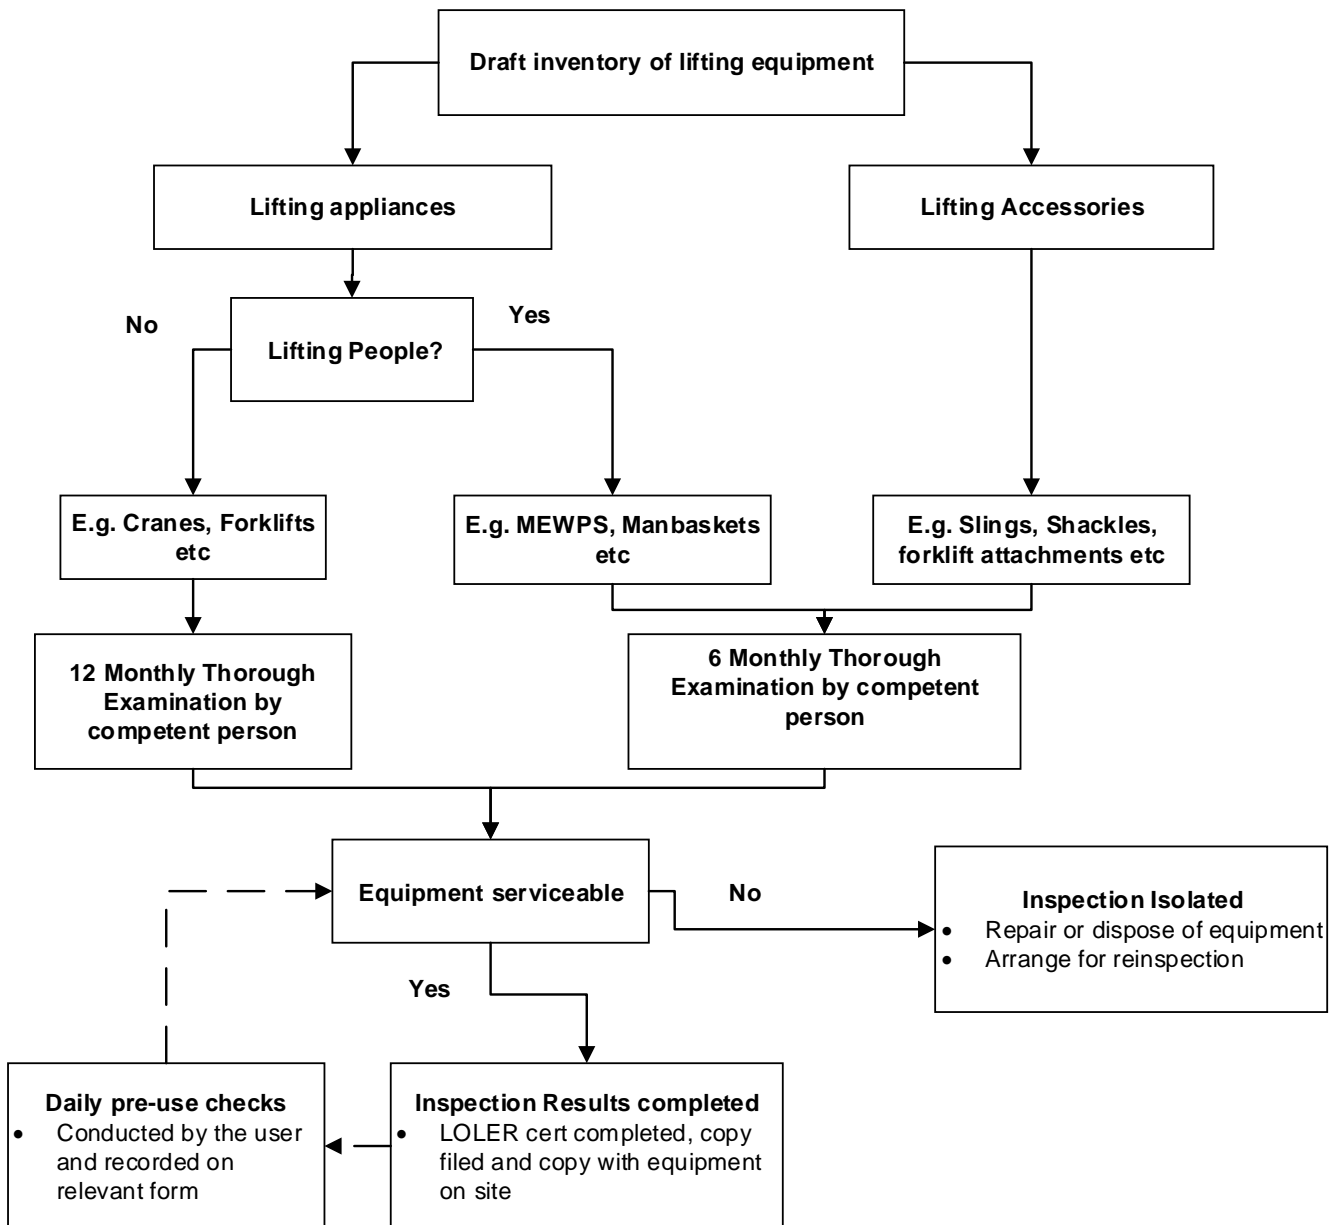 Draft inventory of lifting equipment
Lifting appliances
Lifting Accessories
No
Yes
Lifting People?
E.g. Cranes, Forklifts
etc
E.g. MEWPS, Manbaskets
etc
E.g. Slings, Shackles,
forklift attachments etc
12 Monthly Thorough
Examination by
competent person
6 Monthly Thorough
Examination by competent
person
Equipment serviceable
No
Inspection Isolated
• Repair or dispose of equipment
• Arrange for reinspection
Yes
Daily pre-use checks
• Conducted by the user
and recorded on
relevant form
Inspection Results completed
• LOLER cert completed, copy
filed and copy with equipment
on site